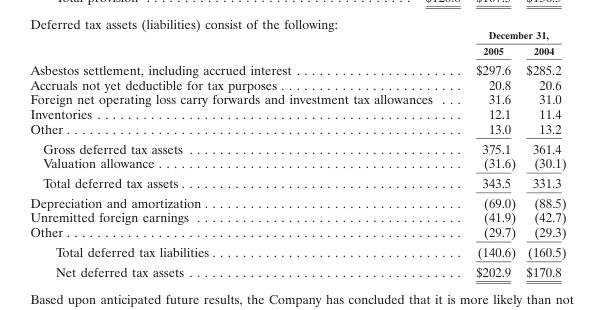 Deferred tax assets (liabilities) consist of the following:
December 31,
2005 2004
Asbestos settlement, including accrued interest . . . . . . . . . . . . . . . . . . . . . . . $297.6 $285.2
Accruals not yet deductible for tax purposes . . . . . . . . . . . . . . . . . . . . . . . . . 20.8 20.6
Foreign net operating loss carry forwards and investment tax allowances . . . 31.6 31.0
Inventories . . . . . . . . . . . . . . . . . . . . . . . . . . . . . . . . . . . . . . . . . . . . . . . . . . 12.1 11.4
Other . . . . . . . . . . . . . . . . . . . . . . . . . . . . . . . . . . . . . . . . . . . . . . . . . . . . . . 13.0 13.2
Gross deferred tax assets . . . . . . . . . . . . . . . . . . . . . . . . . . . . . . . . . . . . . . 375.1 361.4
Valuation allowance . . . . . . . . . . . . . . . . . . . . . . . . . . . . . . . . . . . . . . . . . . (31.6) (30.1)
Total deferred tax assets . . . . . . . . . . . . . . . . . . . . . . . . . . . . . . . . . . . . . . . 343.5 331.3
Depreciation and amortization . . . . . . . . . . . . . . . . . . . . . . . . . . . . . . . . . . . (69.0) (88.5)
Unremitted foreign earnings . . . . . . . . . . . . . . . . . . . . . . . . . . . . . . . . . . . . (41.9) (42.7)
Other . . . . . . . . . . . . . . . . . . . . . . . . . . . . . . . . . . . . . . . . . . . . . . . . . . . . . . (29.7) (29.3)
Total deferred tax liabilities . . . . . . . . . . . . . . . . . . . . . . . . . . . . . . . . . . (140.6) (160.5)
Net deferred tax assets . . . . . . . . . . . . . . . . . . . . . . . . . . . . . . . . . . . . . $202.9 $170.8
Based upon anticipated future results, the Company has concluded that it is more likely than not